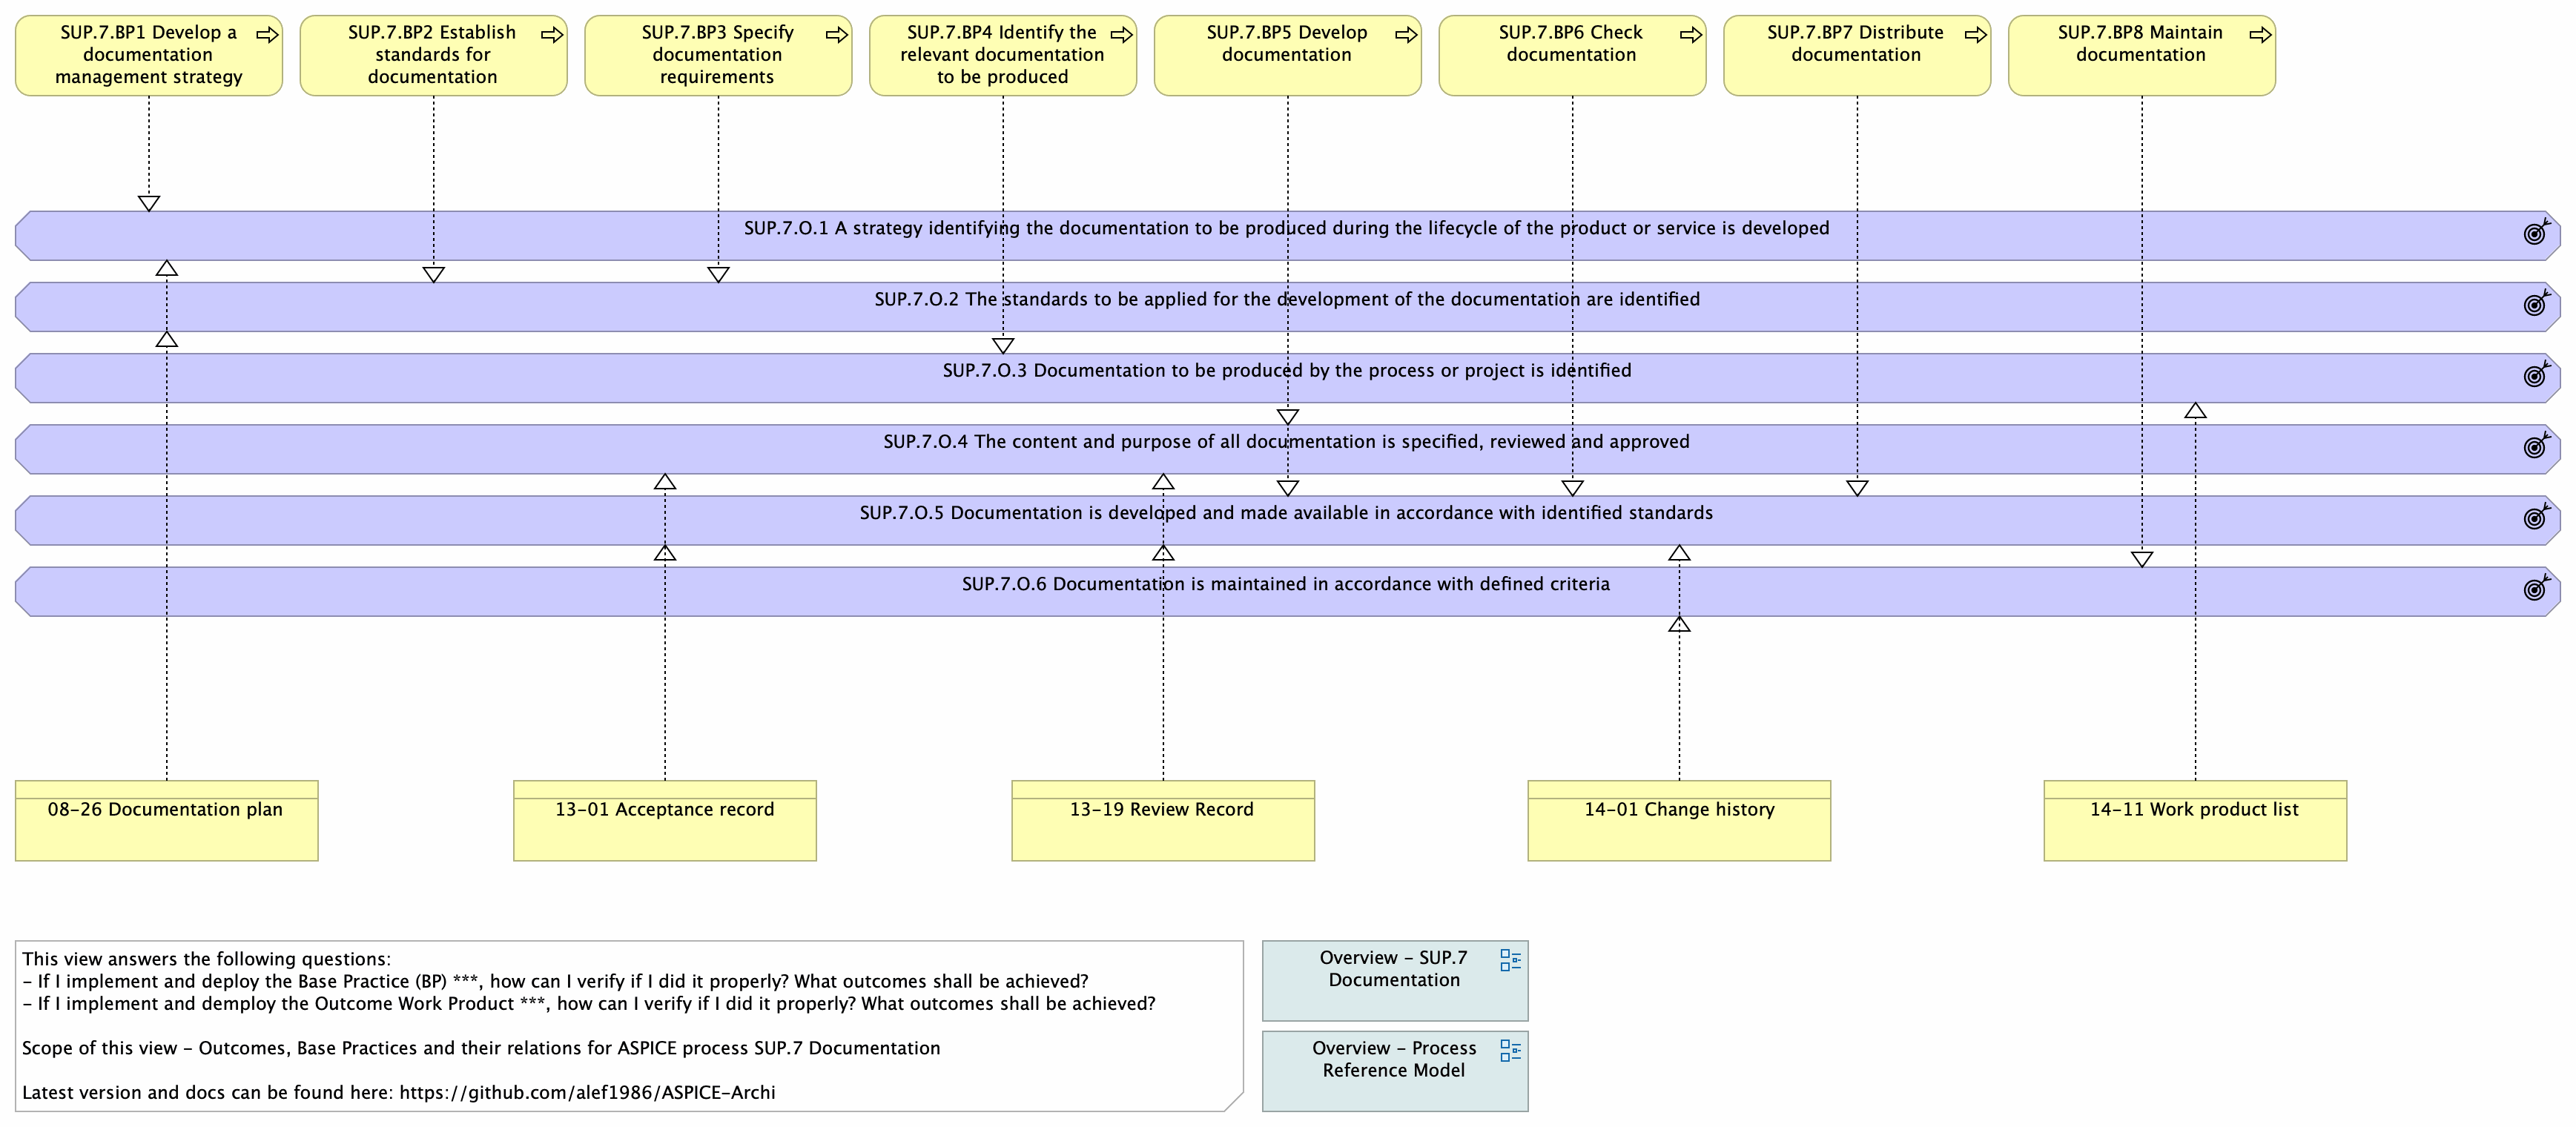 SUP.7.BP1 Develop a
documentation
management strategy
SUP.7.BP2 Establish
standards for
documentation
SUP.7.BP3 Specify
documentation
requirements
SUP.7.BP4 Identify the
relevant documentation
to be produced
SUP.7.BP5 Develop
documentation
SUP.7.BP6 Check
documentation
SUP.7.BP7 Distribute
documentation
SUP.7.BP8 Maintain
documentation
SUP.7.O.1 A strategy identifying the documentation to be produced during the lifecycle of the product or service is developed
SUP.7.O.2 The standards to be applied for the development of the documentation are identified
SUP.7.O.3 Documentation to be produced by the process or project is identified
SUP.7.O.4 The content and purpose of all documentation is specified, reviewed and approved
SUP.7.O.5 Documentation is developed and made available in accordance with identified standards
SUP.7.O.6 Documentation is maintained in accordance with defined criteria
08-26 Documentation plan
13-01 Acceptance record
13-19 Review Record
14-01 Change history
14-11 Work product list
This view answers the following questions:
- If I implement and deploy the Base Practice (BP) ***, how can I verify if I did it properly? What outcomes shall be achieved?
- If I implement and demploy the Outcome Work Product ***, how can I verify if I did it properly? What outcomes shall be achieved?
Scope of this view - Outcomes, Base Practices and their relations for ASPICE process SUP.7 Documentation
Latest version and docs can be found here: https://github.com/alef1986/ASPICE-Archi
Overview - SUP.7
Documentation
Overview - Process
Reference Model